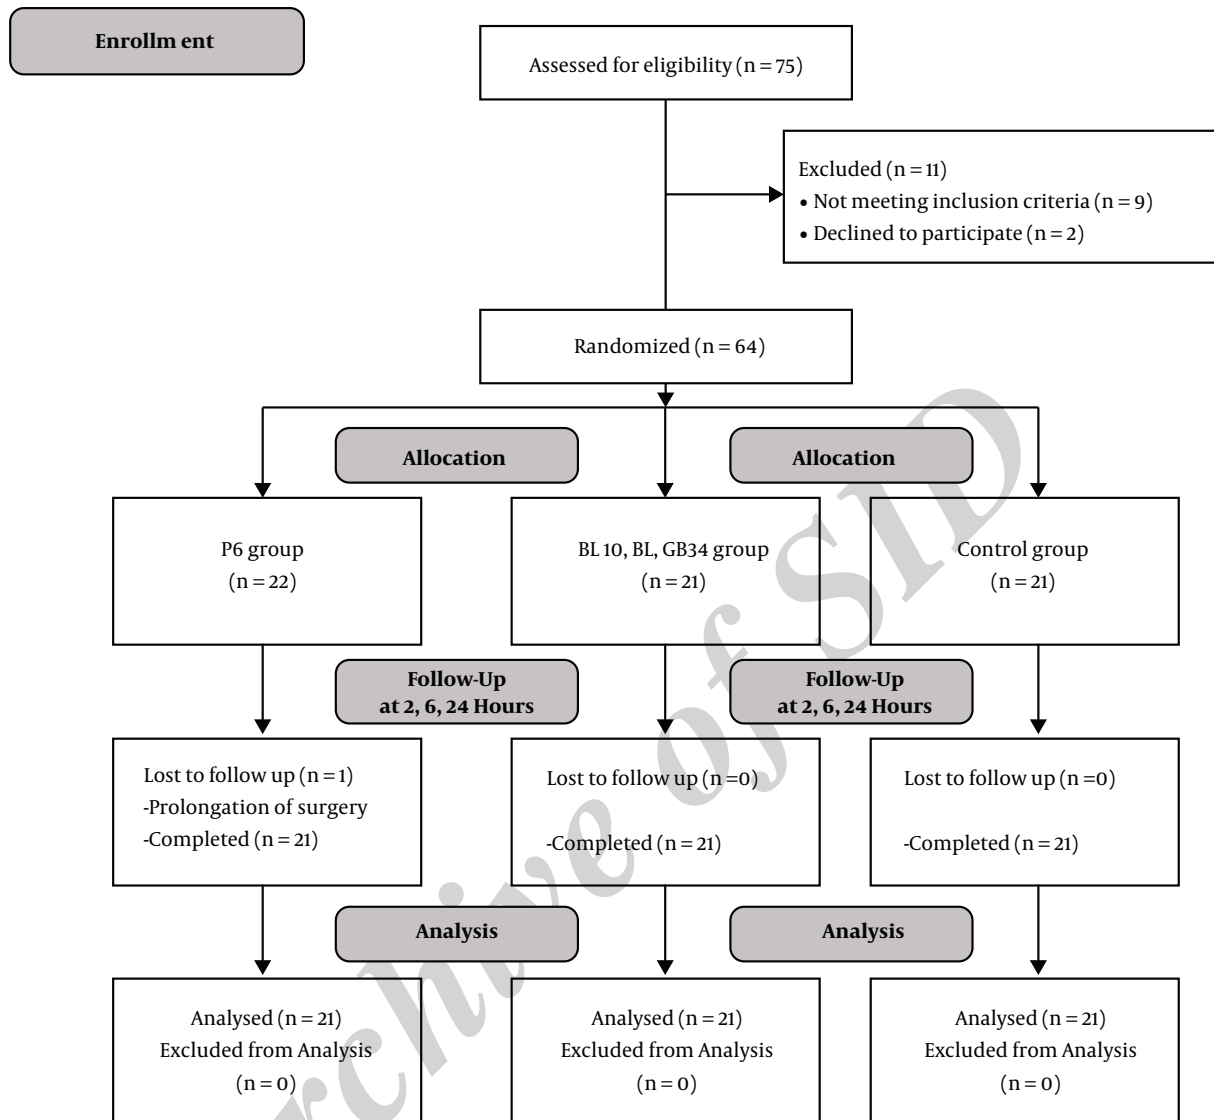 Enrollm ent
Assessed for eligibility (n = 75)
Excluded (n = 11)
• Not meeting inclusion criteria (n = 9)
• Declined to participate (n = 2)
Randomized (n = 64)
Allocation
Allocation
P6 group
(n = 22)
BL 10, BL, GB34 group
(n = 21)
Control group
(n = 21)
Follow-Up
at 2, 6, 24 Hours
Follow-Up
at 2, 6, 24 Hours
Lost to follow up (n = 1)
-Prolongation of surgery
-Completed (n = 21)
Lost to follow up (n =0)
-Completed (n = 21)
Lost to follow up (n =0)
-Completed (n = 21)
Analysis
Analysis
Analysed (n = 21)
Excluded from Analysis
(n = 0)
Analysed (n = 21)
Excluded from Analysis
(n = 0)
Analysed (n = 21)
Excluded from Analysis
(n = 0)
rchive of SID